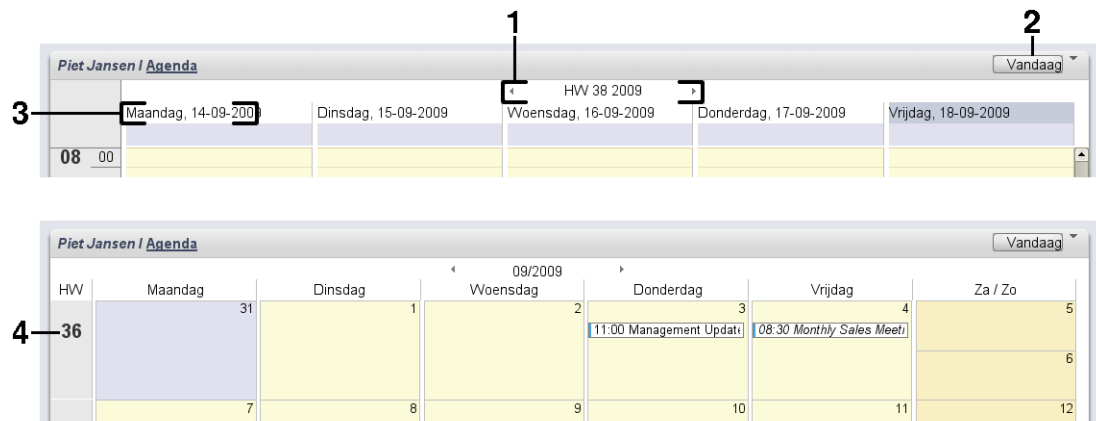 1 2
Piet Jansen / Agenda Vandaag
HW 38 2009
3 Maandag, 14-09-2009 Dinsdag, 15-09-2009 Woensdag, 16-09-2009 Donderdag, 17-09-2009 Vrijdag, 18-09-2009
08 00
Piet Jansen / Agenda Vandaag
09/2009
HW Maandag Dinsdag Woensdag Donderdag Vrijdag Za / Zo
31 1 2 3 4 5
4 36 11:00 Management Update 08:30 Monthly Sales Meeti
6
7 8 9 10 11 12